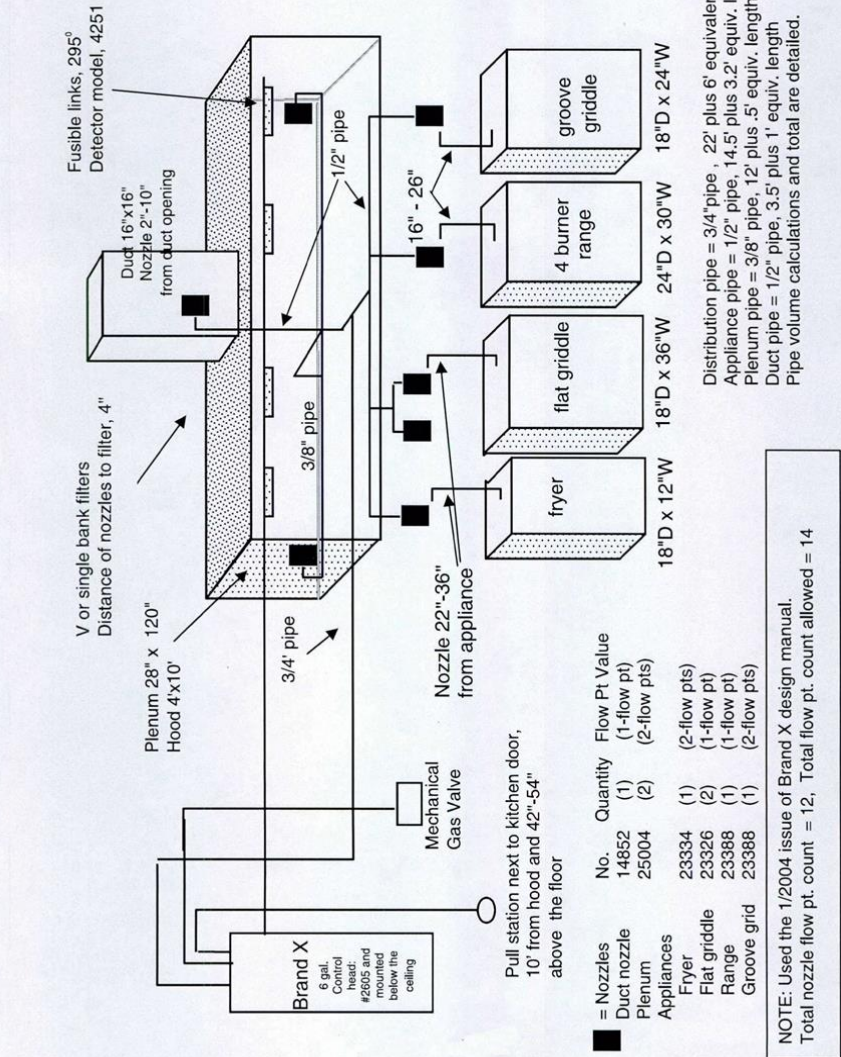 Fusible links, 295⁰
Detector model, 4251
Duct 16"x16"
Nozzle 2"-10"
from duct opening
V or single bank filters
Distance of nozzles to filter, 4"
Plenum 28" x 120"
Hood 4'x10'
1/2" pipe
3/8" pipe
3/4' pipe
16" - 26"
Nozzle 22"-36"
from appliance
Mechanical
Gas Valve
Brand X
6 gal.
Control
head:
#2605 and
mounted
below the
ceiling
fryer
18"D x 12"W
flat griddle
18"D x 36"W
4 burner
range
24"D x 30"W
groove
griddle
18"D x 24"W
Pull station next to kitchen door,
10' from hood and 42"-54"
above the floor
= Nozzles No. Quantity Flow Pt Value
Duct nozzle 14852 (1) (1-flow pt)
Plenum 25004 (2) (2-flow pts)
Appliances
Fryer 23334 (1) (2-flow pts)
Flat griddle 23326 (2) (1-flow pt)
Range 23388 (1) (1-flow pt)
Groove grid 23388 (1) (2-flow pts)
Distribution pipe = 3/4"pipe , 22' plus 6'
Appliance pipe = 1/2" pipe, 14.5' plus 3.2' equiv.
Plenum pipe = 3/8" pipe, 12' plus .5' equiv. length
Duct pipe = 1/2" pipe, 3.5' plus 1' equiv. length
Pipe volume calculations and total are detailed.
NOTE: Used the 1/2004 issue of Brand X design manual.
Total nozzle flow pt. count = 12, Total flow pt. count allowed = 14